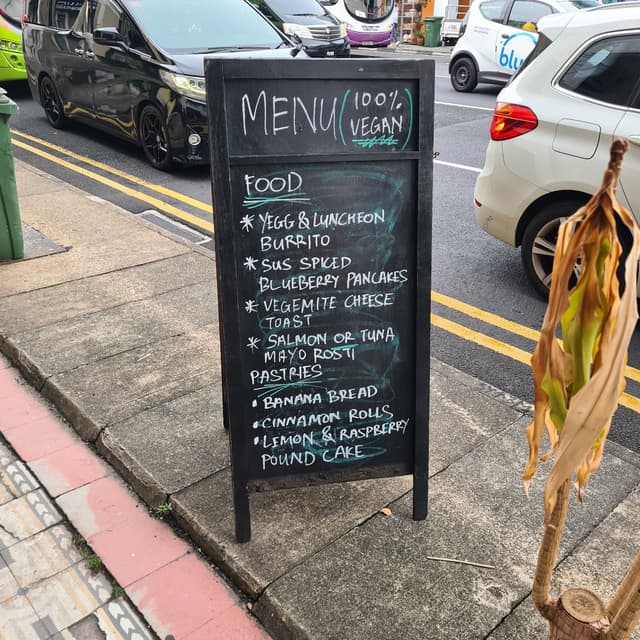 MENU (100%
VEGAN)
FOOD
* YEGG & LUNCHEON
BURRITO
* SUS SPICED
BLUEBERRY PANCAKES
* VEGEMITE CHEESE
TOAST
* SALMON OR TUNA
MAYO ROSTI
PASTRIES
• BANANA BREAD
• CINNAMON ROLLS
• LEMON & RASPBERRY
POUND CAKE
blu